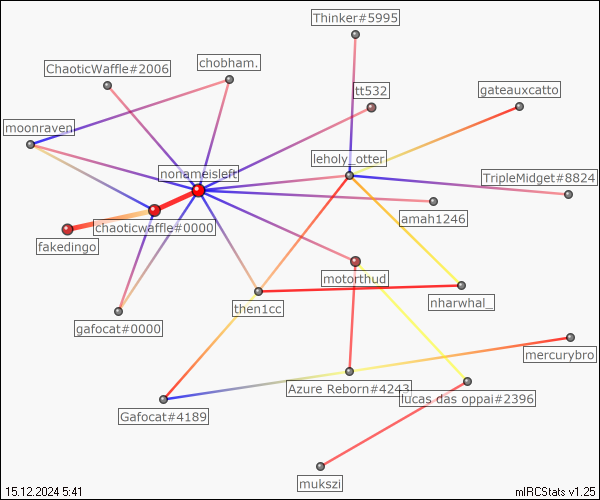 Thinker#5995
ChaoticWaffle#2006
chobham.
tt532
gateauxcatto
moonraven
leholy_otter
nonameisleft
TripleMidget#8824
amah1246
chaoticwaffle#0000
fakedingo
motorthud
nharwhal_
then1cc
gafocat#0000
mercurybro
Azure Reborn#4243
lucas das oppai#2396
Gafocat#4189
mukszi
15.12.2024 5:41
mIRCStats v1.25